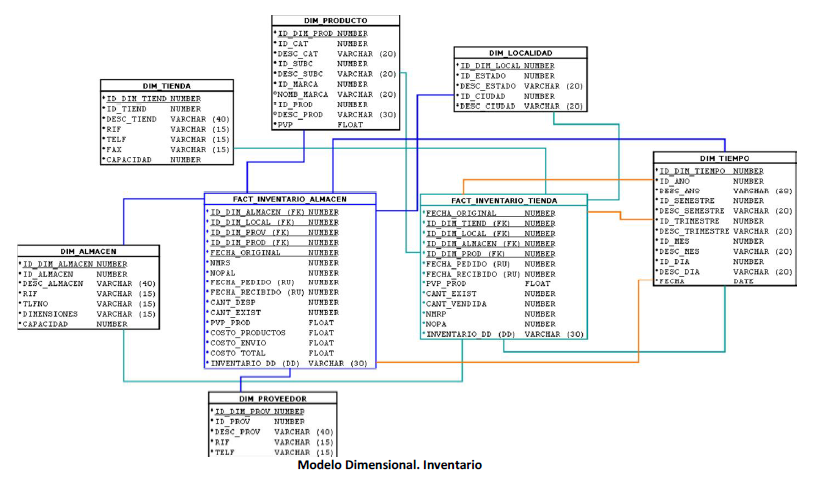 DIM_PRODUCTO
*ID_DIM_PROD NUMBER
*ID_CAT NUMBER
*DESC_CAT VARCHAR (20)
*ID_SUBC NUMBER
*DESC_SUBC VARCHAR (20)
*ID_MARCA NUMBER
°NOMB_MARCA VARCHAR (20)
*ID_PROD NUMBER
°DESC_PROD VARCHAR (30)
*PVP FLOAT
DIM_LOCALIDAD
*ID_DIM_LOCAL NUMBER
*ID_ESTADO NUMBER
*DESC_ESTADO VARCHAR (20)
*ID_CIUDAD NUMBER
*DESC_CIUDAD VARCHAR (20)
DIM_TIENDA
*ID_DIM_TIEND NUMBER
*ID_TIEND NUMBER
*DESC_TIEND VARCHAR (40)
*RIF VARCHAR (15)
*TELF VARCHAR (15)
*FAX VARCHAR (15)
*CAPACIDAD NUMBER
DIM_TIEMPO
*ID_DIM_TIEMPO NUMBER
*ID_ANO NUMBER
*DESC_ANO VARCHAR (20)
*ID_SEMESTRE NUMBER
*DESC_SEMESTRE VARCHAR (20)
*ID_TRIMESTRE NUMBER
*DESC_TRIMESTRE VARCHAR (20)
*ID_MES NUMBER
*DESC_MES VARCHAR (20)
*ID_DIA NUMBER
*DESC_DIA VARCHAR (20)
*FECHA DATE
FACT_INVENTARIO_ALMACEN
*ID_DIM_ALMACEN (FK) NUMBER
*ID_DIM_LOCAL (FK) NUMBER
*ID_DIM_PROV (FK) NUMBER
*ID_DIM_PROD (FK) NUMBER
*FECHA_ORIGINAL NUMBER
*NMRS NUMBER
*NOPAL NUMBER
*FECHA_PEDIDO (RU) NUMBER
*FECHA_RECIBIDO (RU) NUMBER
*CANT_DESP NUMBER
*CANT_EXIST NUMBER
*PVP_PROD FLOAT
*COSTO_PRODUCTOS FLOAT
*COSTO_ENVIO FLOAT
*COSTO TOTAL FLOAT
*INVENTARIO DD (DD) VARCHAR (30)
FACT_INVENTARIO_TIENDA
*FECHA_ORIGINAL NUMBER
*ID_DIM_TIEND (FK) NUMBER
*ID_DIM_LOCAL (FK) NUMBER
*ID_DIM_ALMACEN (FK) NUMBER
*ID_DIM_PROD (FK) NUMBER
*FECHA_PEDIDO (RU) NUMBER
*FECHA_RECIBIDO (RU) NUMBER
*PVP_PROD FLOAT
*CANT_EXIST NUMBER
*CANT_VENDIDA NUMBER
*NMRP NUMBER
*NOPA NUMBER
*INVENTARIO_DD (DD) VARCHAR (30)
DIM_ALMACEN
*ID_DIM_ALMACEN NUMBER
*ID_ALMACEN NUMBER
*DESC_ALMACEN VARCHAR (40)
*RIF VARCHAR (15)
*TLFNO VARCHAR (15)
*DIMENSIONES VARCHAR (15)
*CAPACIDAD NUMBER
DIM_PROVEEDOR
*ID_DIM_PROV NUMBER
*ID_PROV NUMBER
*DESC_PROV VARCHAR (40)
*RIF VARCHAR (15)
*TELF VARCHAR (15)
Modelo Dimensional. Inventario